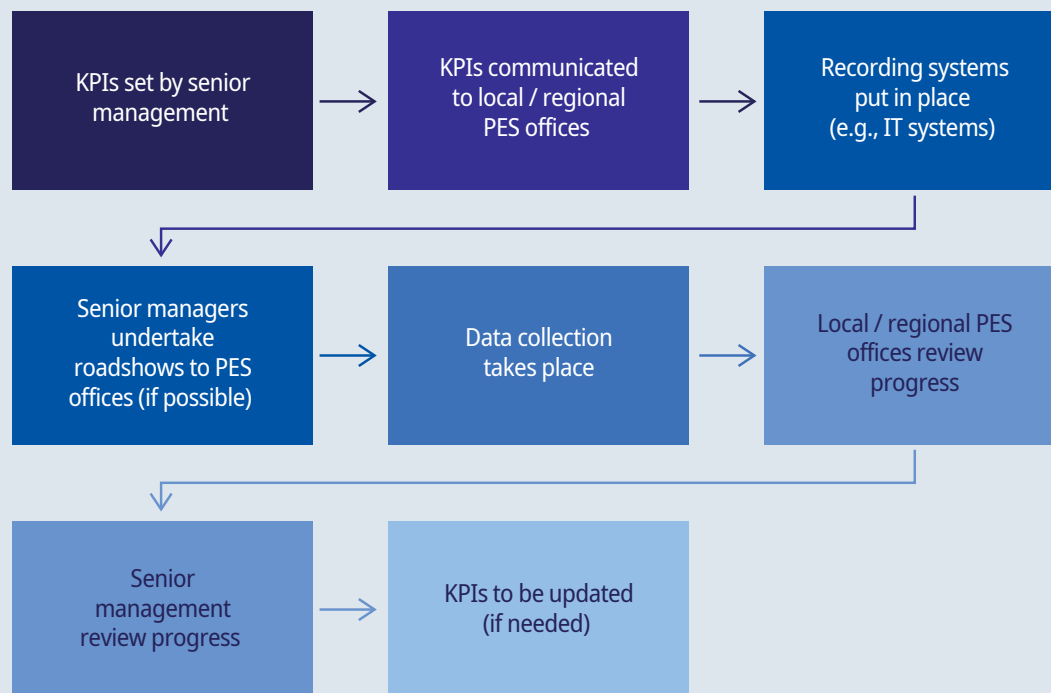 KPIs set by senior
management
KPIs communicated
to local / regional
PES offices
Recording systems
put in place
(e.g., IT systems)
Senior managers
undertake
roadshows to PES
offices (if possible)
Data collection
takes place
Local / regional PES
offices review
progress
Senior
management
review progress
KPIs to be updated
(if needed)